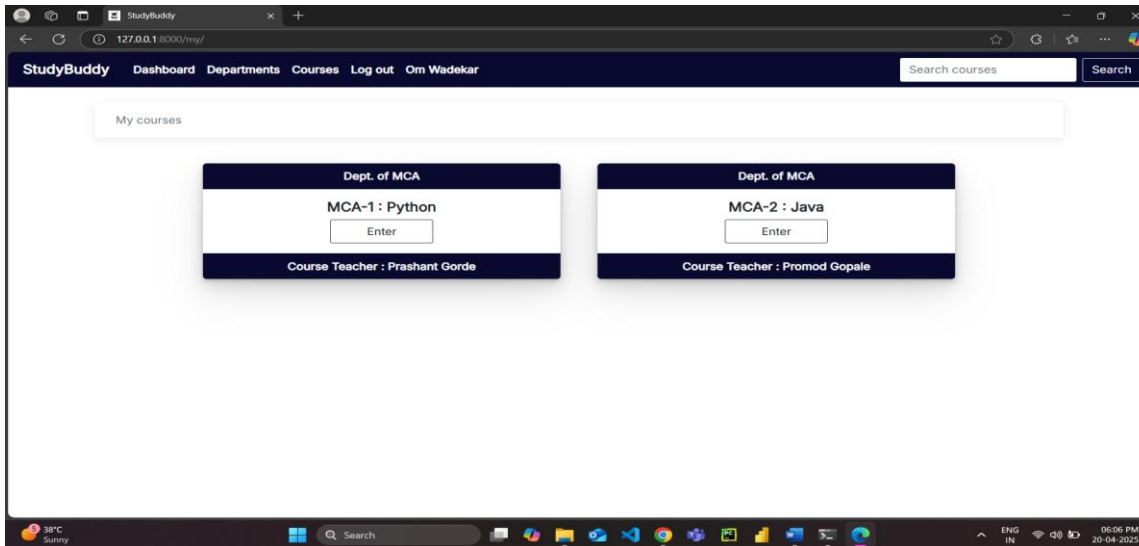 StudyBuddy
127.0.0.1:8000/my/
StudyBuddy Dashboard Departments Courses Log out Om Wadekar Search courses Search
My courses
Dept. of MCA
MCA-1 : Python
Enter
Course Teacher : Prashant Gorde
Dept. of MCA
MCA-2 : Java
Enter
Course Teacher : Promod Gopale
5
38°C
Sunny
Search
ENG
IN
06:06 PM
20-04-2025